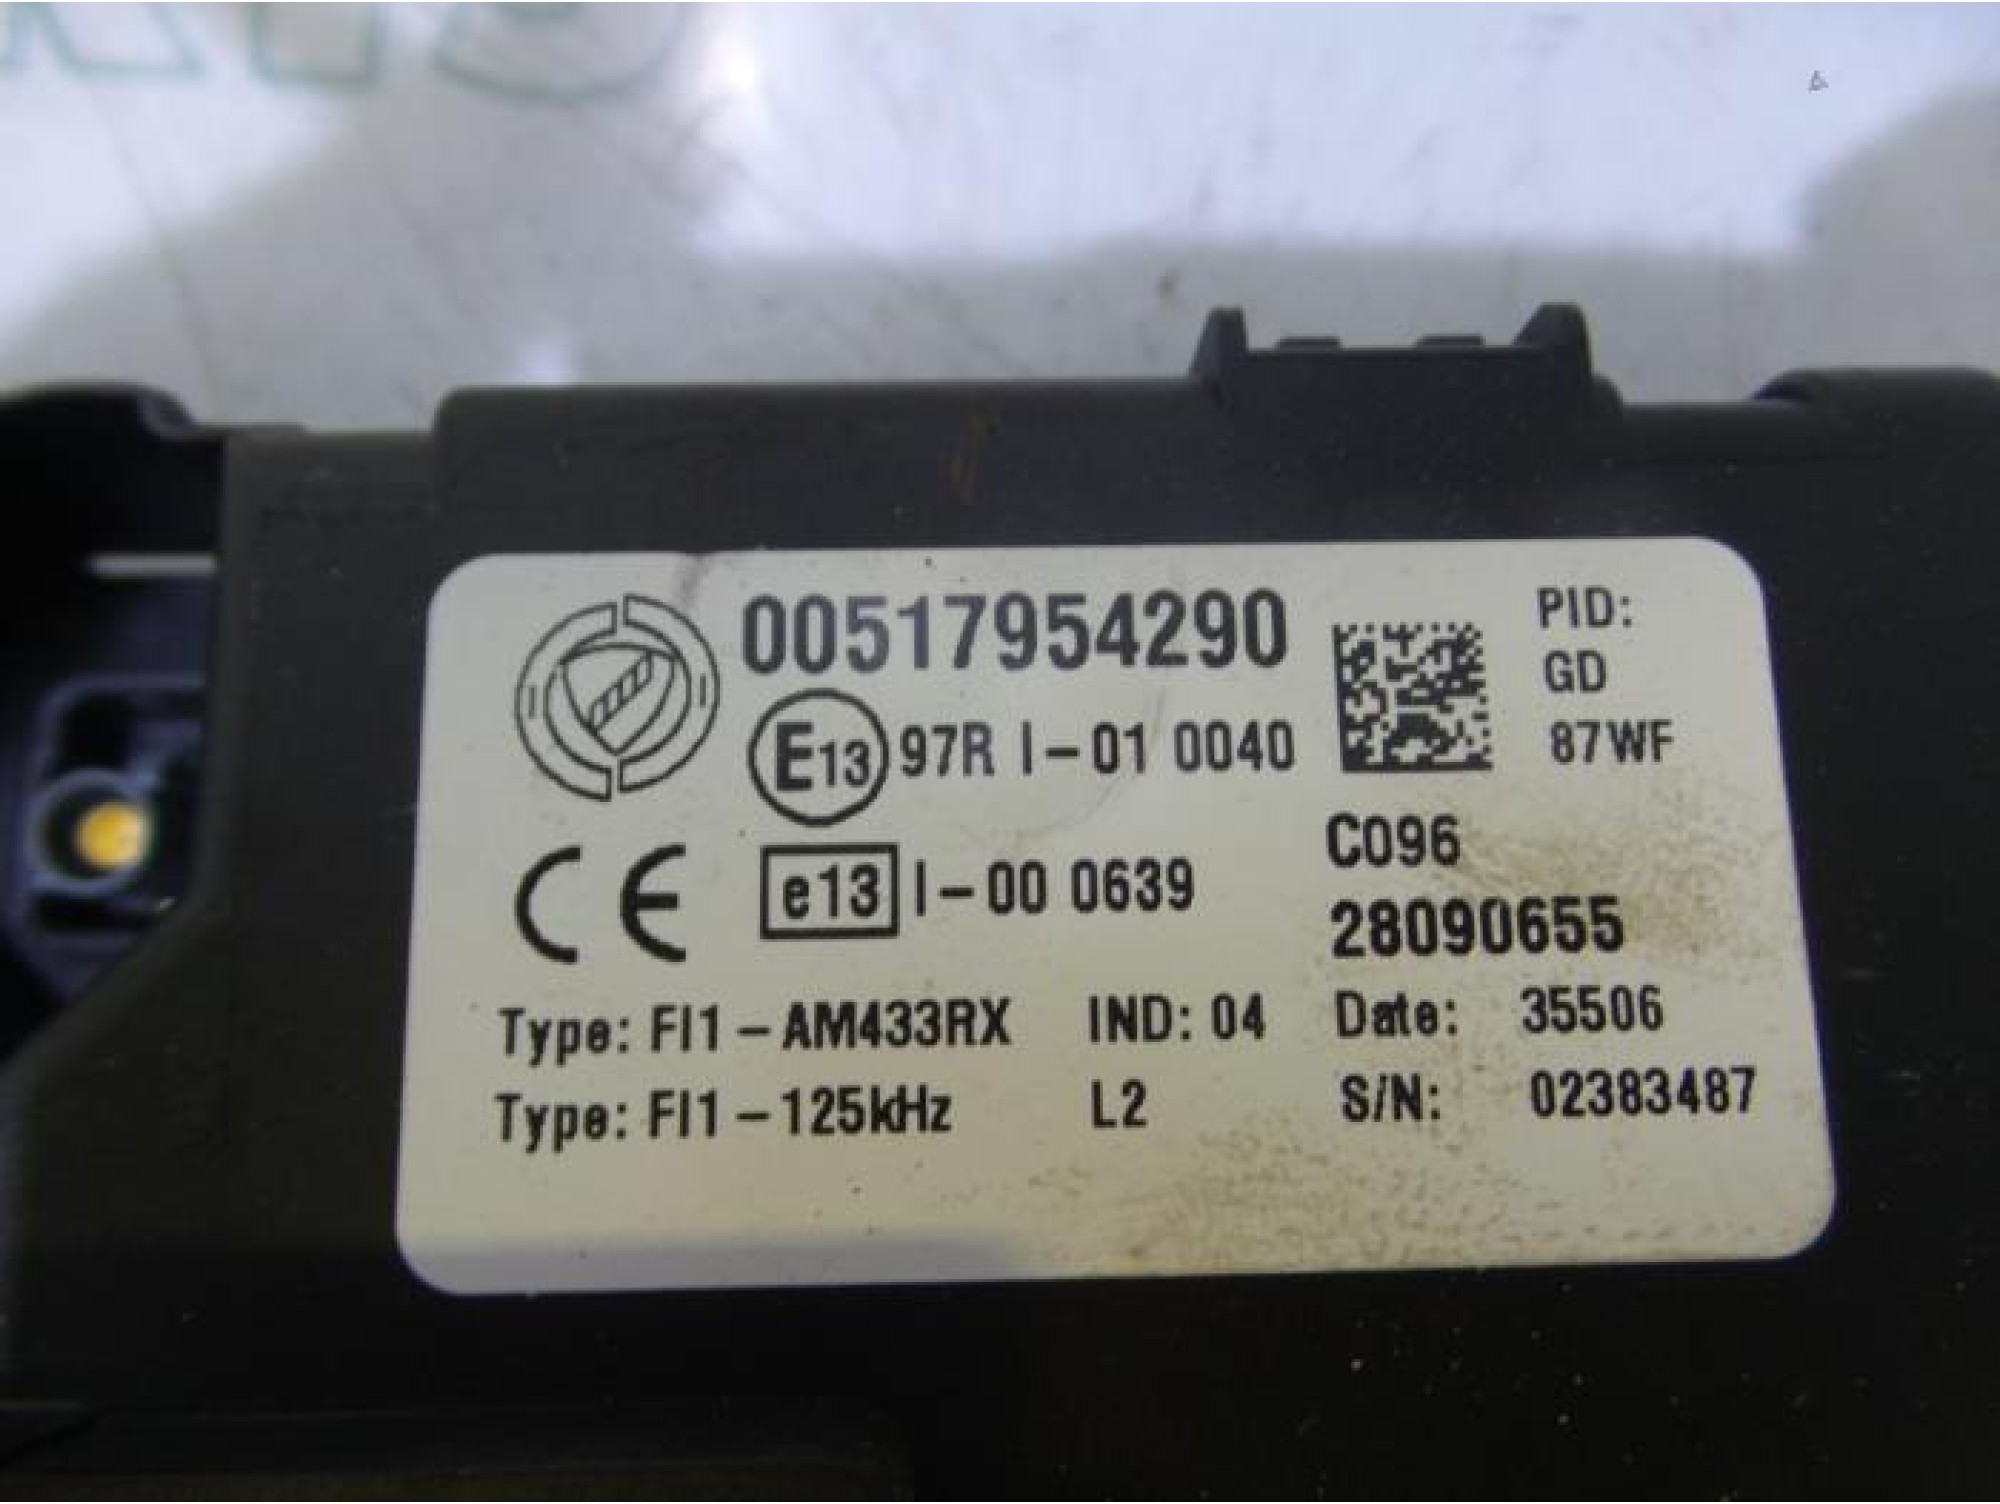 00517954290
PID:
GD
87WF
E13 97R I-01 0040
C096
CE e13 I-00 0639
28090655
Type: FI1-AM433RX IND: 04 Date: 35506
Type: FI1-125kHz L2 S/N: 02383487